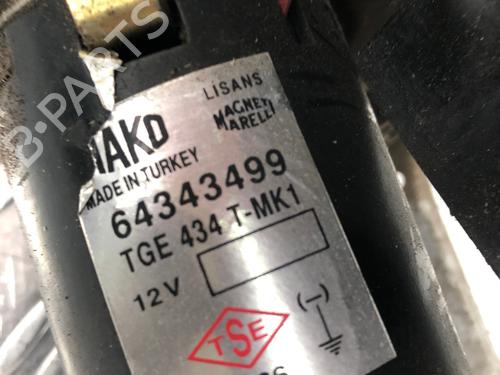 LISANS
MAGNETI
MARELLI
MAKO
MADE IN TURKEY
64343499
TGE 434 T-MK1
12V
(-)
TSE
B-PARTS